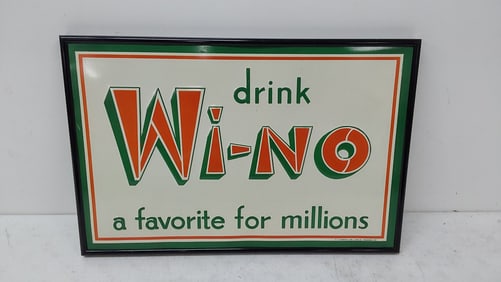 drink
Wi-NO
a favorite for millions